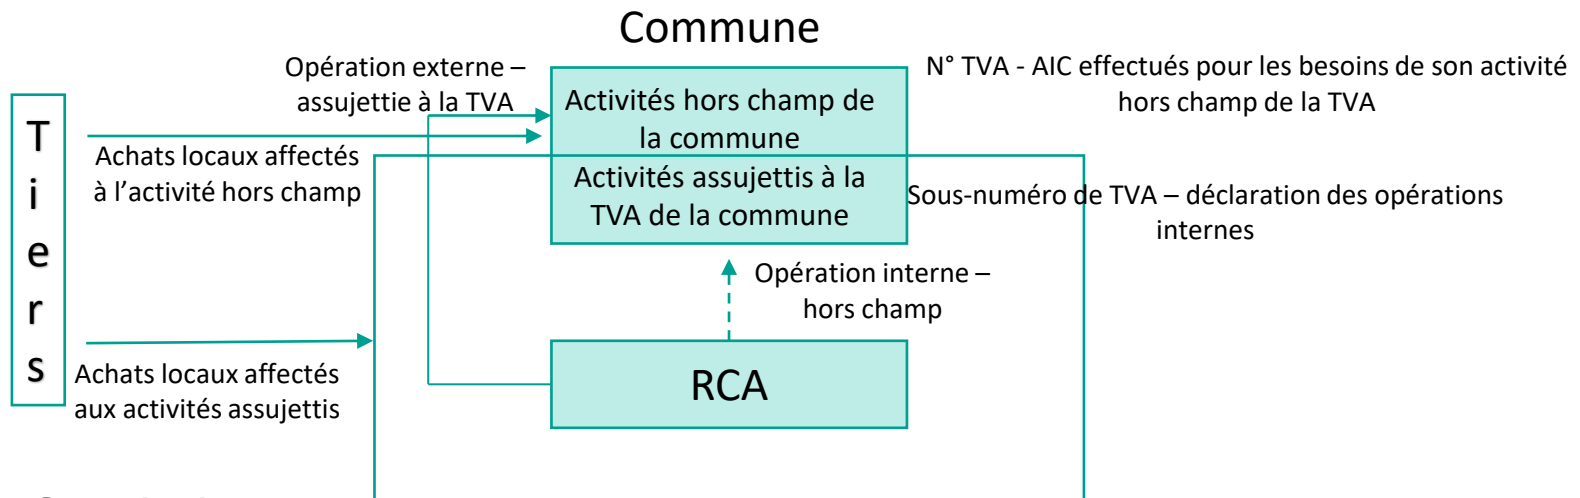 Commune
Opération externe –
assujettie à la TVA
N° TVA - AIC effectués pour les besoins de son activité
hors champ de la TVA
Activités hors champ de
la commune
Tiers
Achats locaux affectés
à l’activité hors champ
Activités assujettis à la
TVA de la commune
Sous-numéro de TVA – déclaration des opérations
internes
Opération interne –
hors champ
RCA
Achats locaux affectés
aux activités assujettis